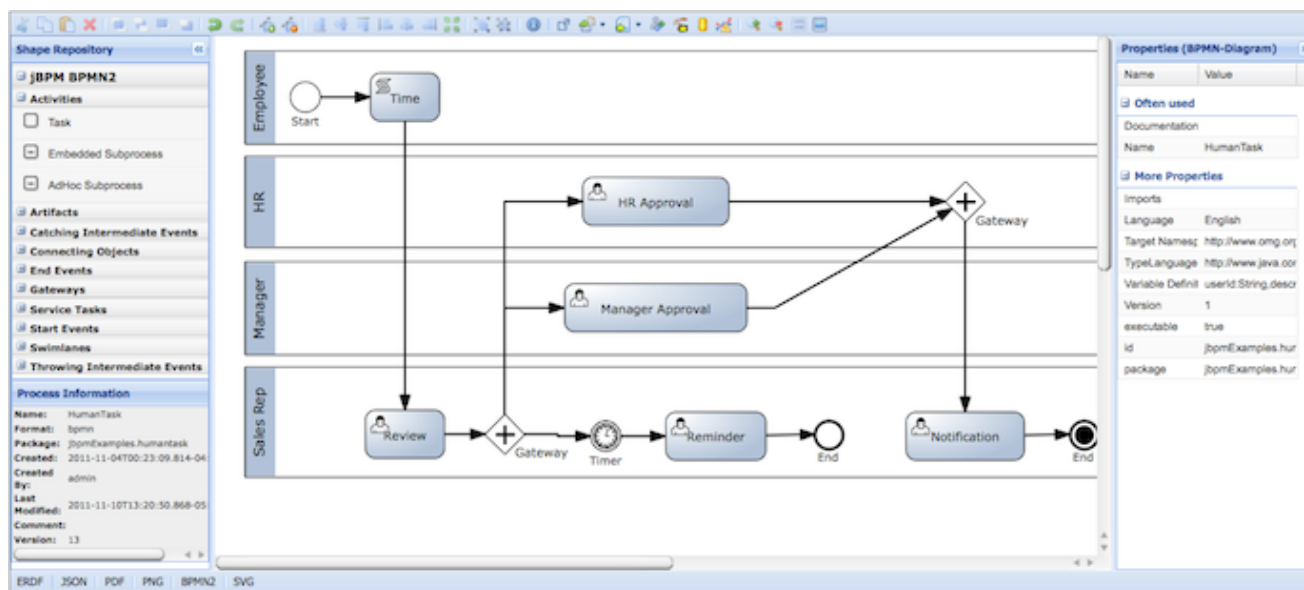 Shape Repository
jBPM BPMN2
Activities
Task
Embedded Subprocess
AdHoc Subprocess
Artifacts
Catching Intermediate Events
Connecting Objects
End Events
Gateways
Service Tasks
Start Events
Swimlanes
Throwing Intermediate Events
Process Information
Name: HumanTask
Format: bpmn
Package: jbpmExamples.humantask
Created: 2011-11-04T00:23:09.814-04:
Created By: admin
Last Modified: 2011-11-10T13:20:50.868-05:
Comment:
Version: 13
Employee
Start
Time
HR
HR Approval
Gateway
Manager
Manager Approval
Sales Rep
Review
Gateway
Timer
Reminder
End
Notification
End
Properties (BPMN-Diagram)
Name Value
Often used
Documentation
Name HumanTask
More Properties
Imports
Language English
Target Namesp http://www.omg.org
TypeLanguage http://www.java.cor
Variable Definit userId:String,descr
Version 1
executable true
id jbpmExamples.hur
package jbpmExamples.hur
ERDF JSON PDF PNG BPMN2 SVG